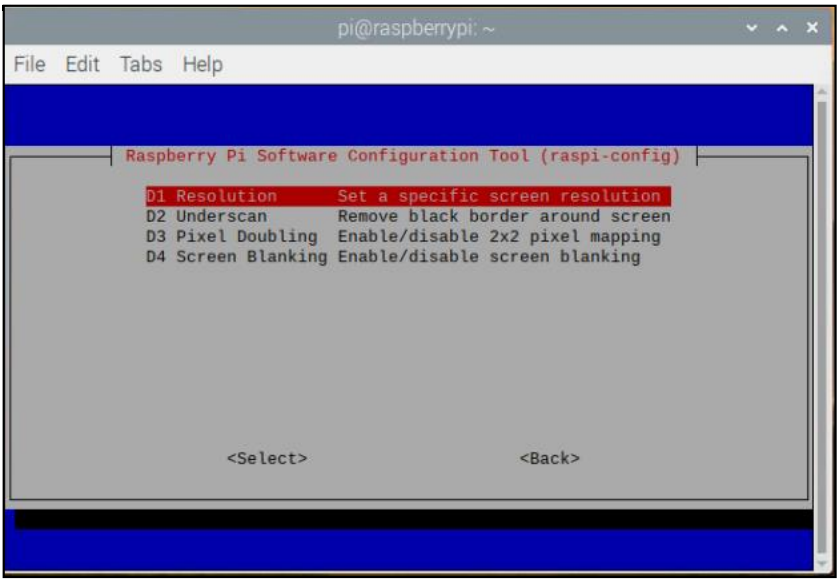 pi@raspberrypi: ~
File Edit Tabs Help
Raspberry Pi Software Configuration Tool (raspi-config)
D1 Resolution Set a specific screen resolution
D2 Underscan Remove black border around screen
D3 Pixel Doubling Enable/disable 2x2 pixel mapping
D4 Screen Blanking Enable/disable screen blanking
<Select> <Back>